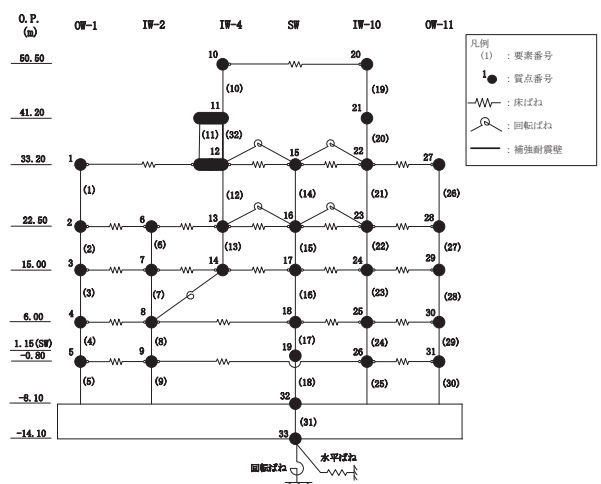 O.P.
(m)
OW-1 IW-2 IW-4 SW IW-10 OW-11
凡例
(1) : 要素番号
1 : 質点番号
: 床ばね
: 回転ばね
: 補強耐震壁
50.50 10 20
(10) (19)
41.20 11 21
(11) (32) (20)
33.20 1 12 15 22 27
(1) (12) (14) (21) (26)
22.50 2 6 13 16 23 28
(2) (6) (13) (15) (22) (27)
15.00 3 7 14 17 24 29
(3) (7) (16) (23) (28)
6.00 4 8 18 25 30
(4) (8) (17) (24) (29)
1.15(SW) 19
-0.80 5 9 26 31
(5) (9) (18) (25) (30)
-8.10 32
(31)
-14.10 33
回転ばね 水平ばね